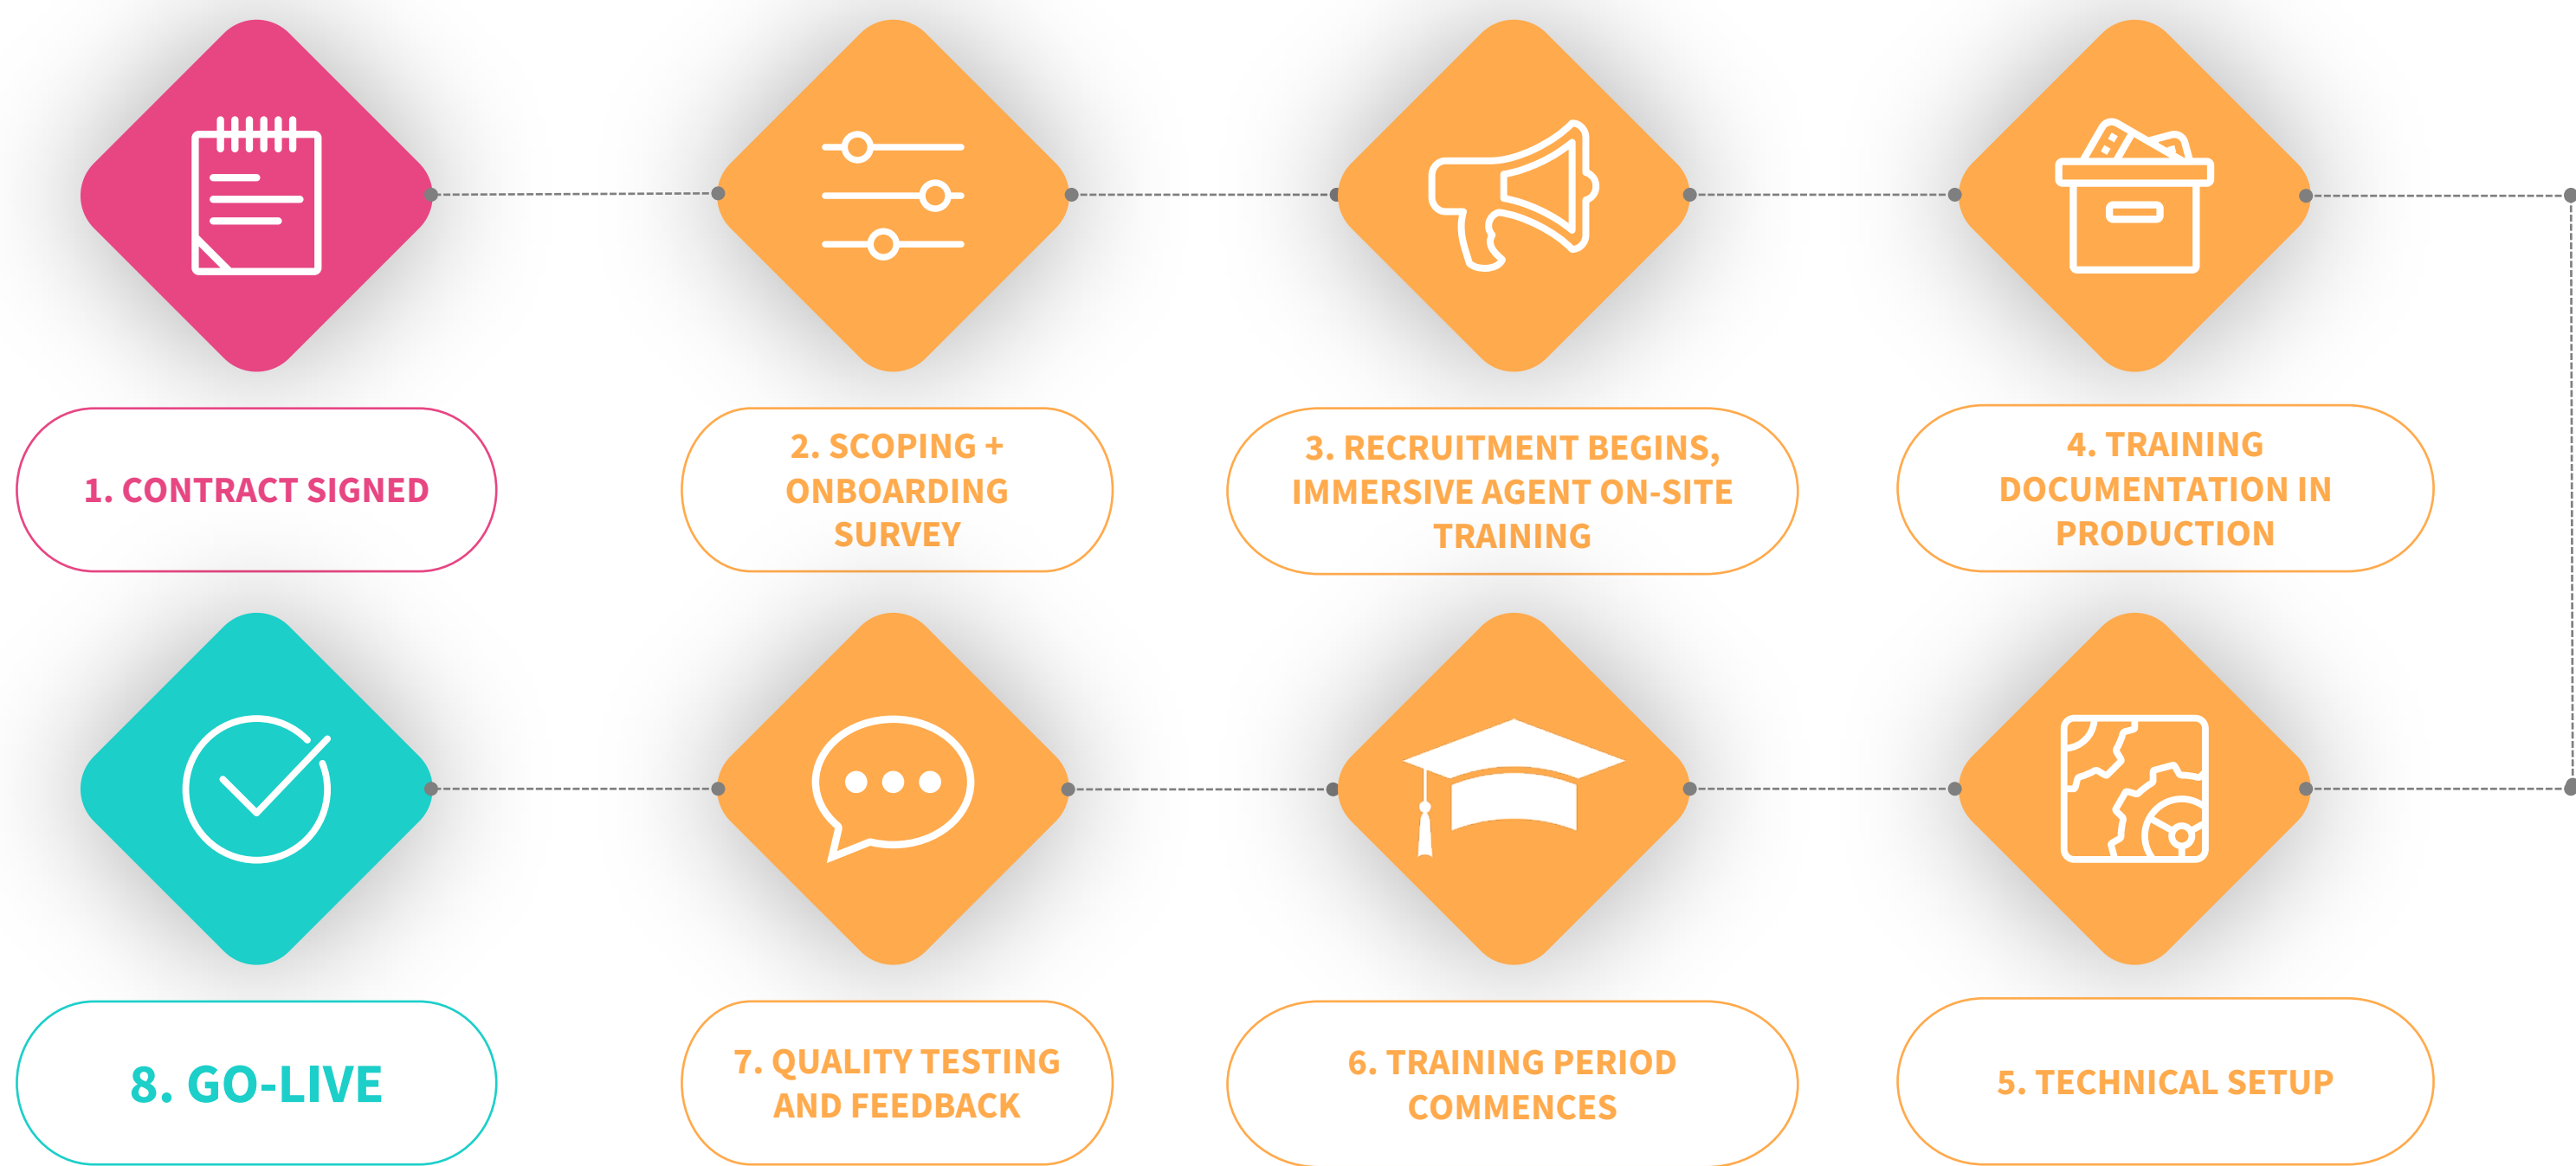 1. CONTRACT SIGNED
2. SCOPING +
ONBOARDING
SURVEY
3. RECRUITMENT BEGINS,
IMMERSIVE AGENT ON-SITE
TRAINING
4. TRAINING
DOCUMENTATION IN
PRODUCTION
5. TECHNICAL SETUP
6. TRAINING PERIOD
COMMENCES
7. QUALITY TESTING
AND FEEDBACK
8. GO-LIVE